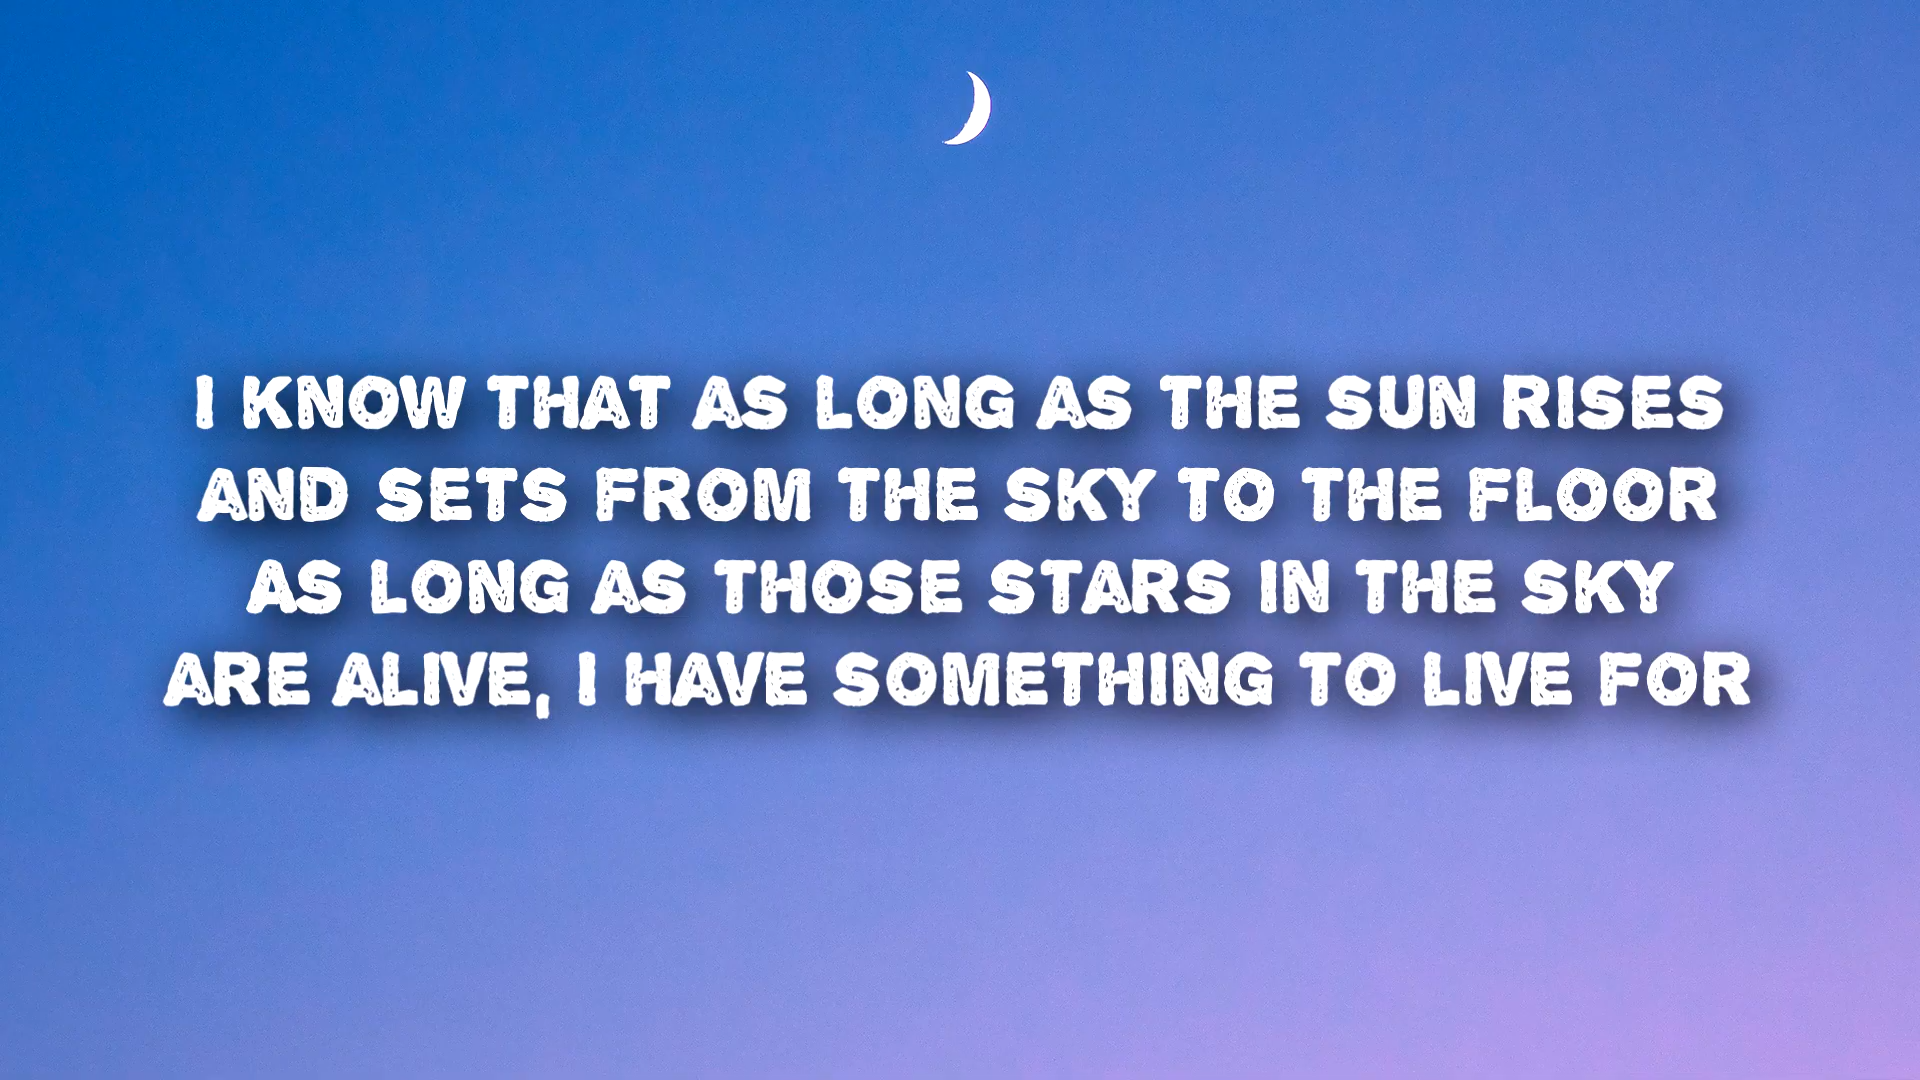 I KNOW THAT AS LONG AS THE SUN RISES
AND SETS FROM THE SKY TO THE FLOOR
AS LONG AS THOSE STARS IN THE SKY
ARE ALIVE, I HAVE SOMETHING TO LIVE FOR